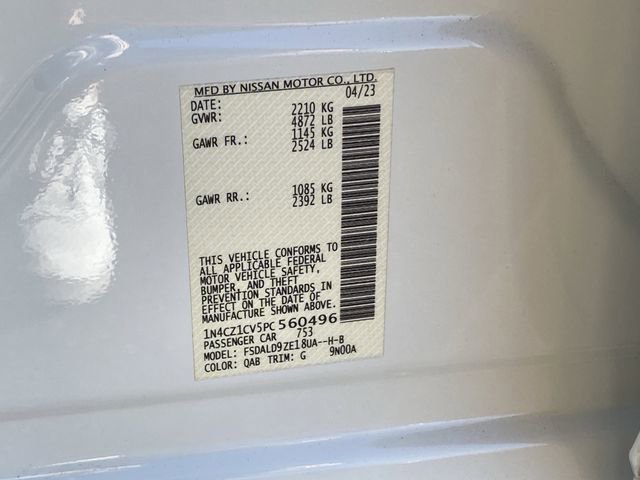 MFD BY NISSAN MOTOR CO., LTD.
DATE: 04/23
GVWR: 2210 KG
4872 LB
GAWR FR.: 1145 KG
2524 LB
GAWR RR.: 1085 KG
2392 LB
THIS VEHICLE CONFORMS TO
ALL APPLICABLE FEDERAL
MOTOR VEHICLE SAFETY,
BUMPER, AND THEFT
PREVENTION STANDARDS IN
EFFECT ON THE DATE OF
MANUFACTURE SHOWN ABOVE.
1N4CZ1CV5PC560496
PASSENGER CAR 753
MODEL: FSDALD9ZE18UA--H-B
COLOR: QAB TRIM: G 9N00A